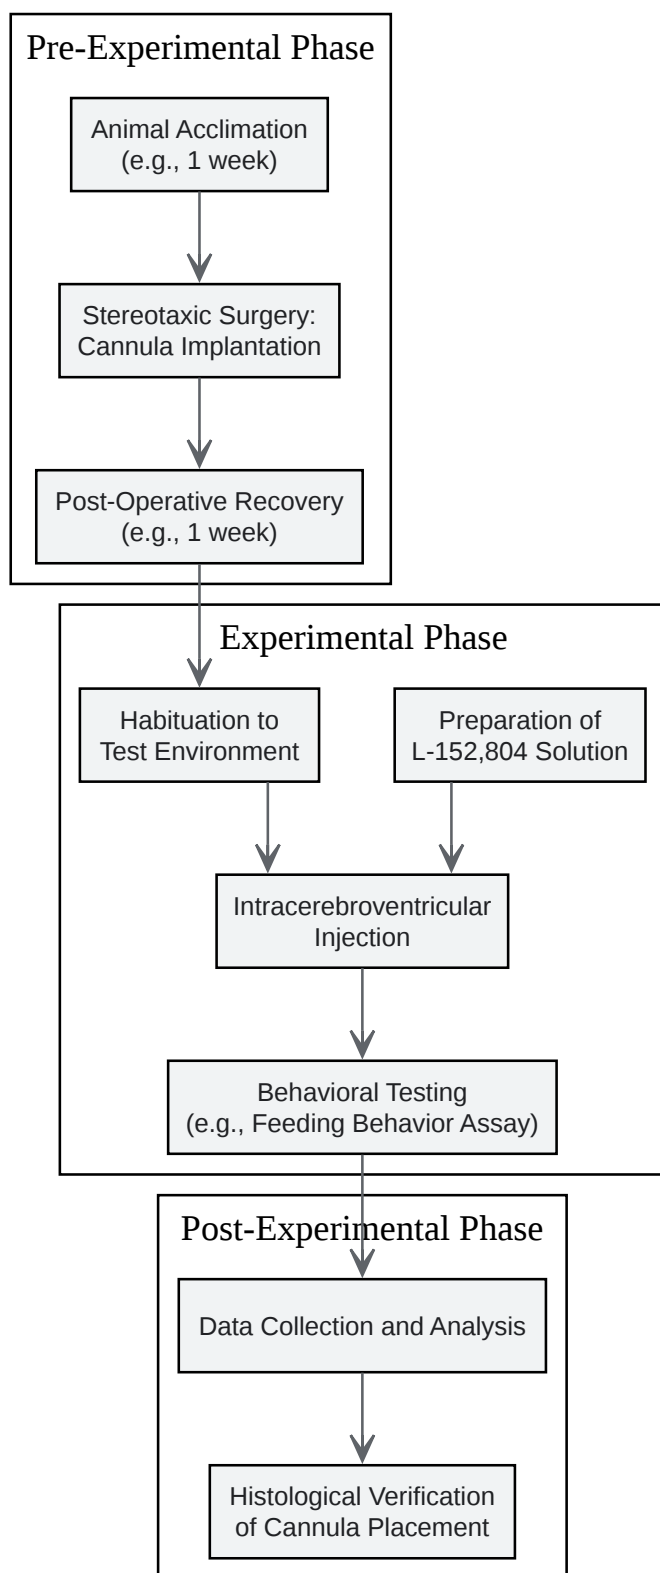 Pre-Experimental Phase
Animal Acclimation
(e.g., 1 week)
Stereotaxic Surgery:
Cannula Implantation
Post-Operative Recovery
(e.g., 1 week)
Experimental Phase
Habituation to
Test Environment
Preparation of
L-152,804 Solution
Intracerebroventricular
Injection
Behavioral Testing
(e.g., Feeding Behavior Assay)
Post-Experimental Phase
Data Collection and Analysis
Histological Verification
of Cannula Placement